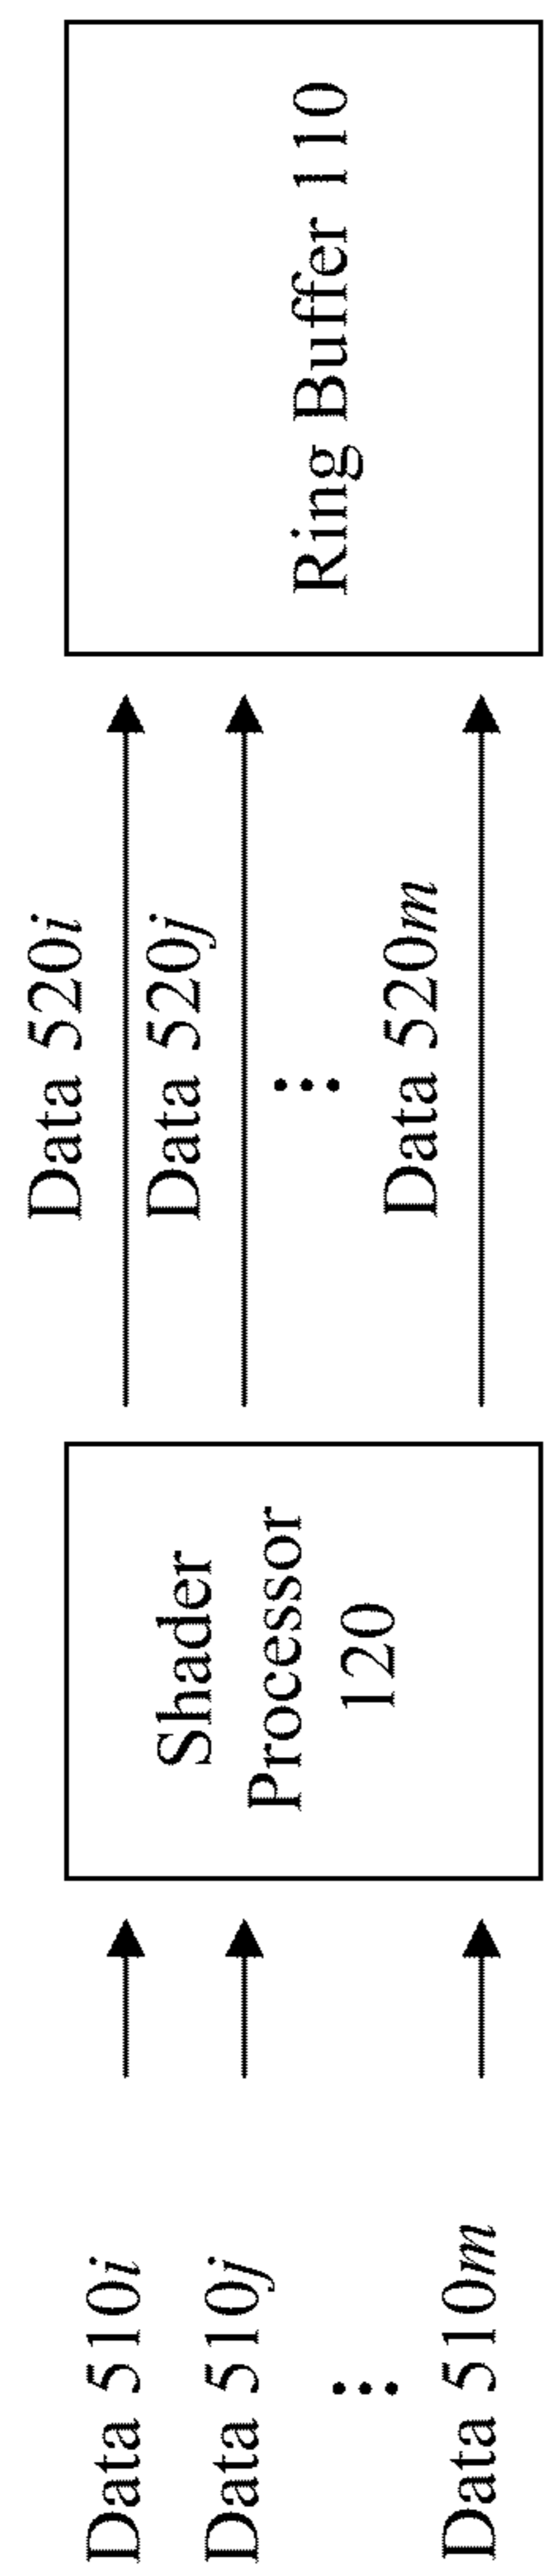 Data 510i
Data 510j
Data 510m
Shader
Processor
120
Data 520i
Data 520j
Data 520m
Ring Buffer 110